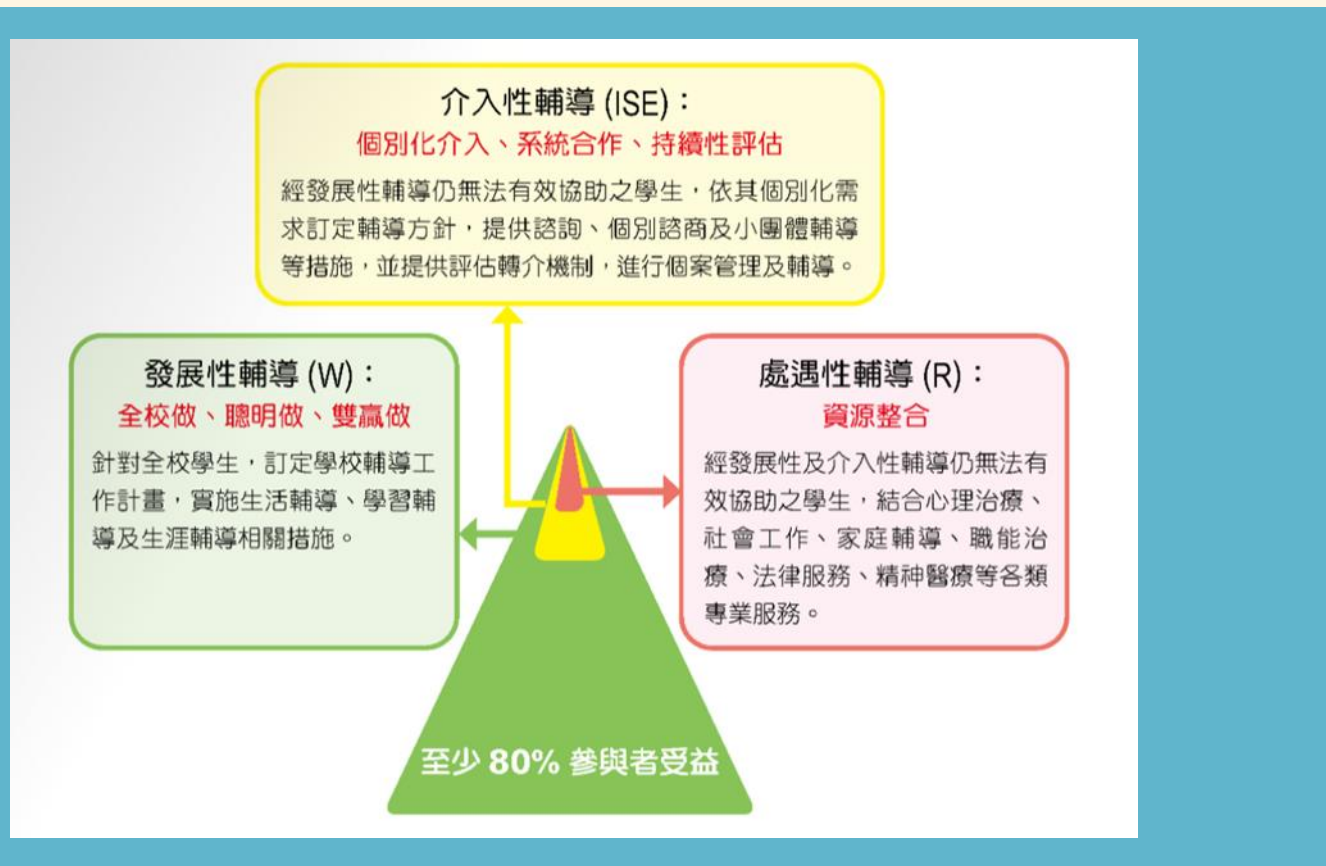 介入性輔導 (ISE)：
個別化介入、系統合作、持續性評估
經發展性輔導仍無法有效協助之學生，依其個別化需
求訂定輔導方針，提供諮詢、個別諮商及小團體輔導
等措施，並提供評估轉介機制，進行個案管理及輔導。
發展性輔導 (W)：
全校做、聰明做、雙贏做
針對全校學生，訂定學校輔導工
作計畫，實施生活輔導、學習輔
導及生涯輔導相關措施。
處遇性輔導 (R)：
資源整合
經發展性及介入性輔導仍無法有
效協助之學生，結合心理治療、
社會工作、家庭輔導、職能治
療、法律服務、精神醫療等各類
專業服務。
至少 80% 參與者受益